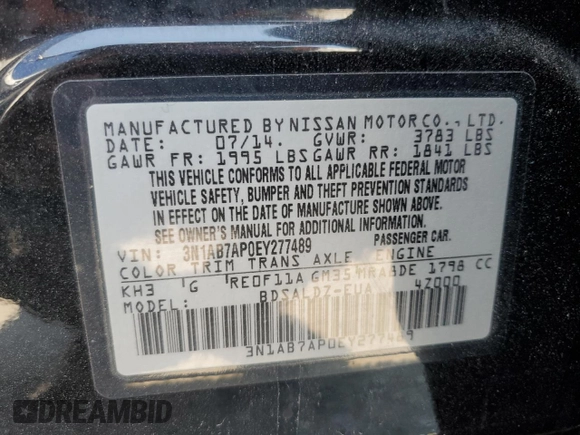 MANUFACTURED BY NISSAN MOTOR CO., LTD.
DATE: 07/14. GVWR: 3783 LBS
GAWR FR: 1995 LBS GAWR RR: 1841 LBS
THIS VEHICLE CONFORMS TO ALL APPLICABLE FEDERAL MOTOR
VEHICLE SAFETY, BUMPER AND THEFT PREVENTION STANDARDS
IN EFFECT ON THE DATE OF MANUFACTURE SHOWN ABOVE.
SEE OWNER'S MANUAL FOR ADDITIONAL INFORMATION.
VIN: 3N1AB7AP0EY277489 PASSENGER CAR.
COLOR TRIM TRANS AXLE ENGINE
KH3 G RE0F11A GM35 MRA8DE 1798 CC
MODEL: BDSALDZ-EUA 4Z000
3N1AB7AP0EY277489
DREAMBID